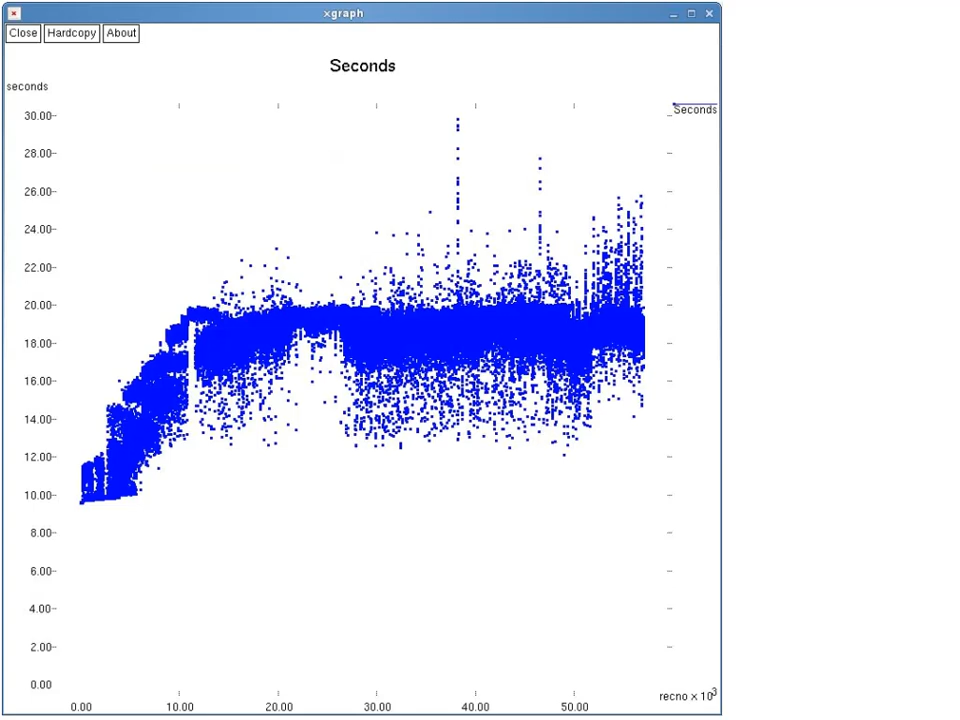 xgraph
Close Hardcopy About
Seconds
seconds
Seconds
30.00
28.00
26.00
24.00
22.00
20.00
18.00
16.00
14.00
12.00
10.00
8.00
6.00
4.00
2.00
0.00
recno × 10³
0.00 10.00 20.00 30.00 40.00 50.00